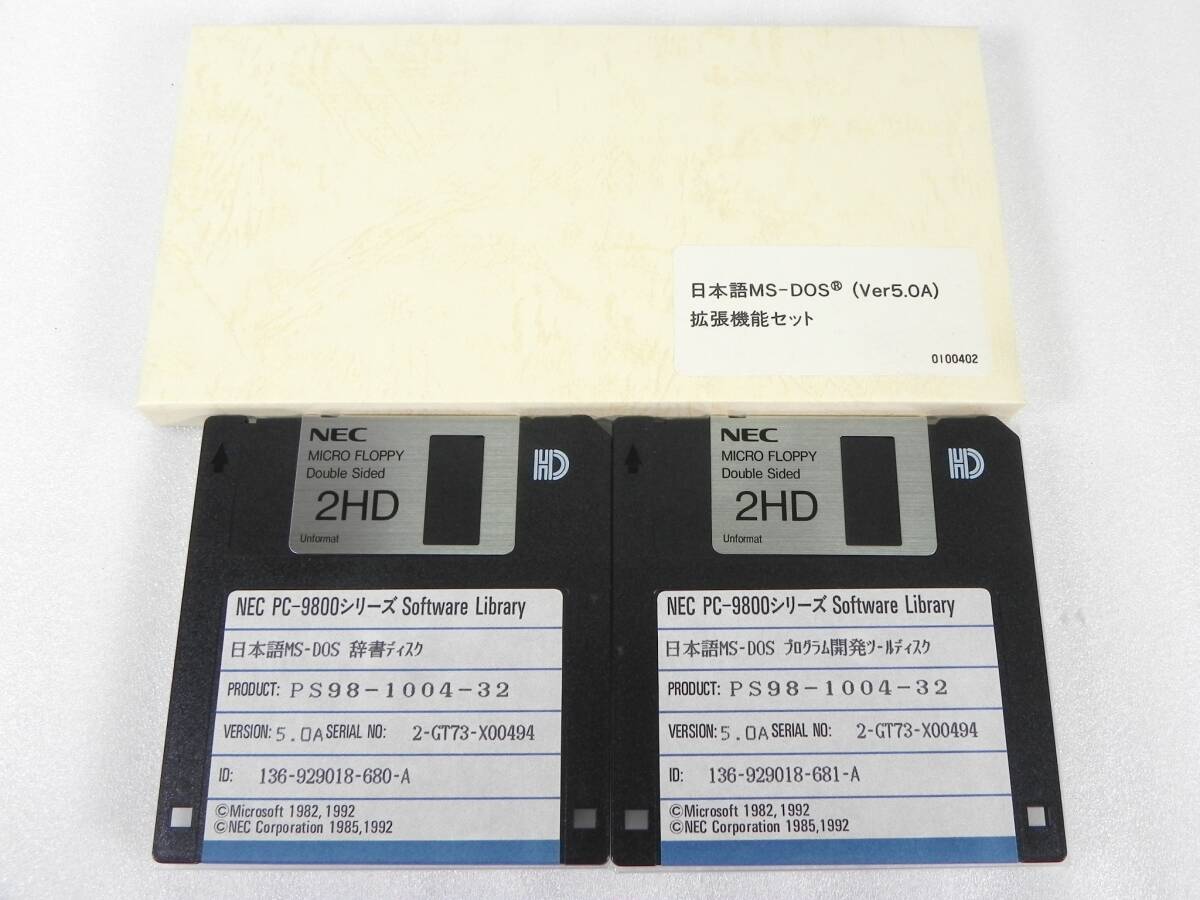 日本語MS-DOS® (Ver5.0A)
拡張機能セット
0100402
NEC
MICRO FLOPPY
Double Sided
2HD
Unformat
HD
NEC PC-9800シリーズ Software Library
日本語MS-DOS 辞書ディスク
PRODUCT: PS98-1004-32
VERSION: 5.0A SERIAL NO: 2-GT73-X00494
ID: 136-929018-680-A
©Microsoft 1982,1992
©NEC Corporation 1985,1992
NEC
MICRO FLOPPY
Double Sided
2HD
Unformat
HD
NEC PC-9800シリーズ Software Library
日本語MS-DOS プログラム開発ツールディスク
PRODUCT: PS98-1004-32
VERSION: 5.0A SERIAL NO: 2-GT73-X00494
ID: 136-929018-681-A
©Microsoft 1982,1992
©NEC Corporation 1985,1992